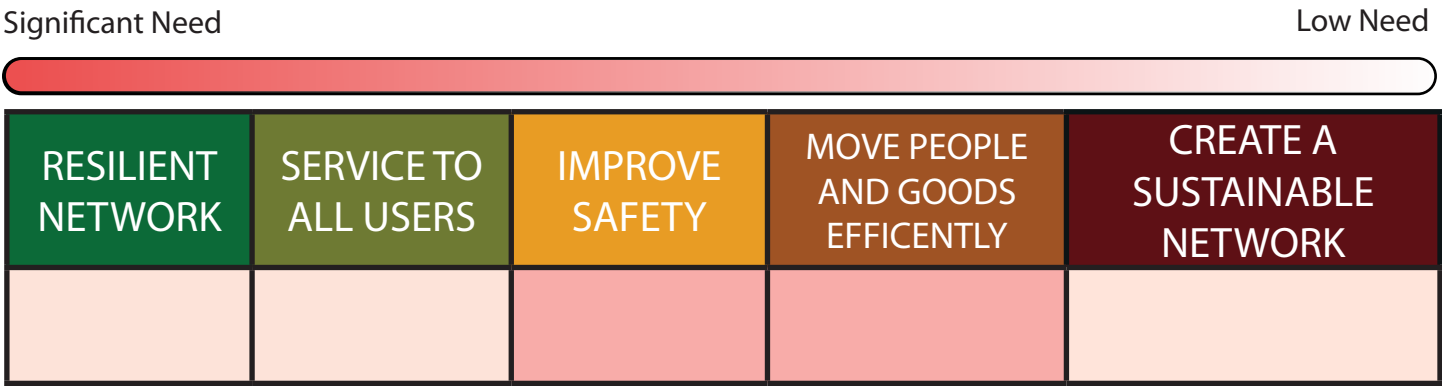 Significant Need
Low Need
RESILIENT
NETWORK
SERVICE TO
ALL USERS
IMPROVE
SAFETY
MOVE PEOPLE
AND GOODS
EFFICENTLY
CREATE A
SUSTAINABLE
NETWORK